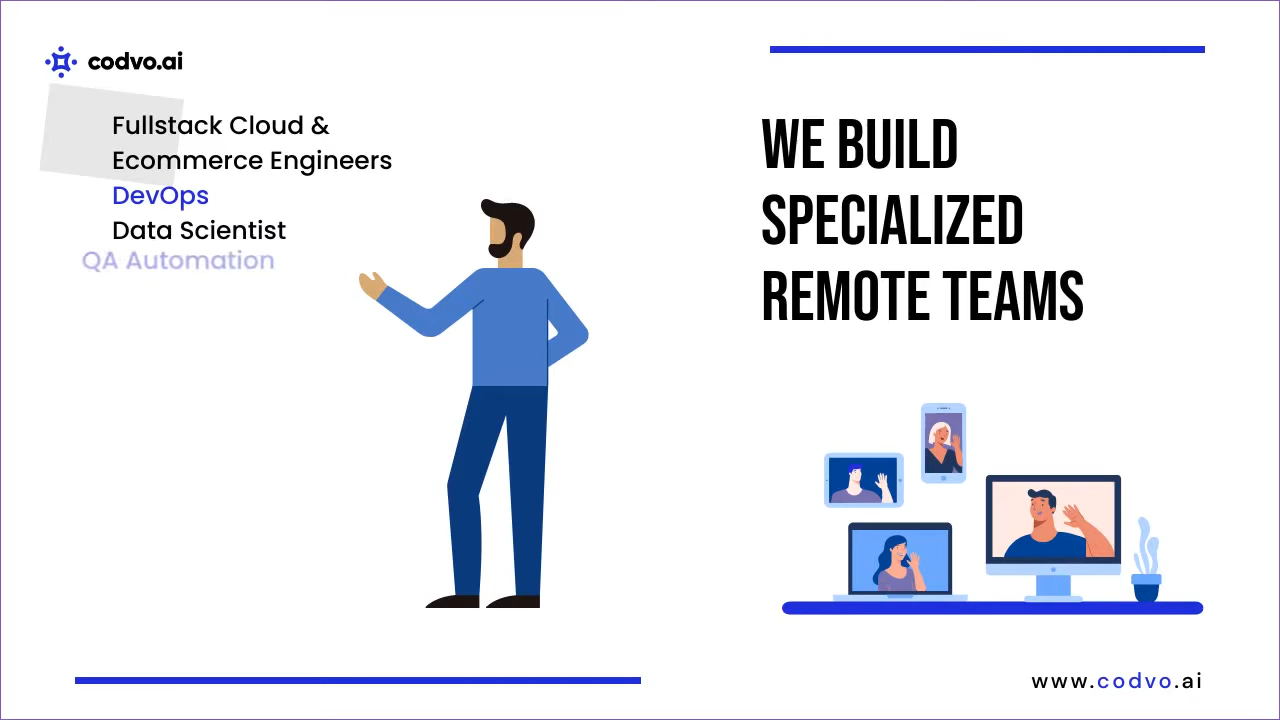 codvo.ai
Fullstack Cloud &
Ecommerce Engineers
DevOps
Data Scientist
QA Automation
WE BUILD
SPECIALIZED
REMOTE TEAMS
www.codvo.ai